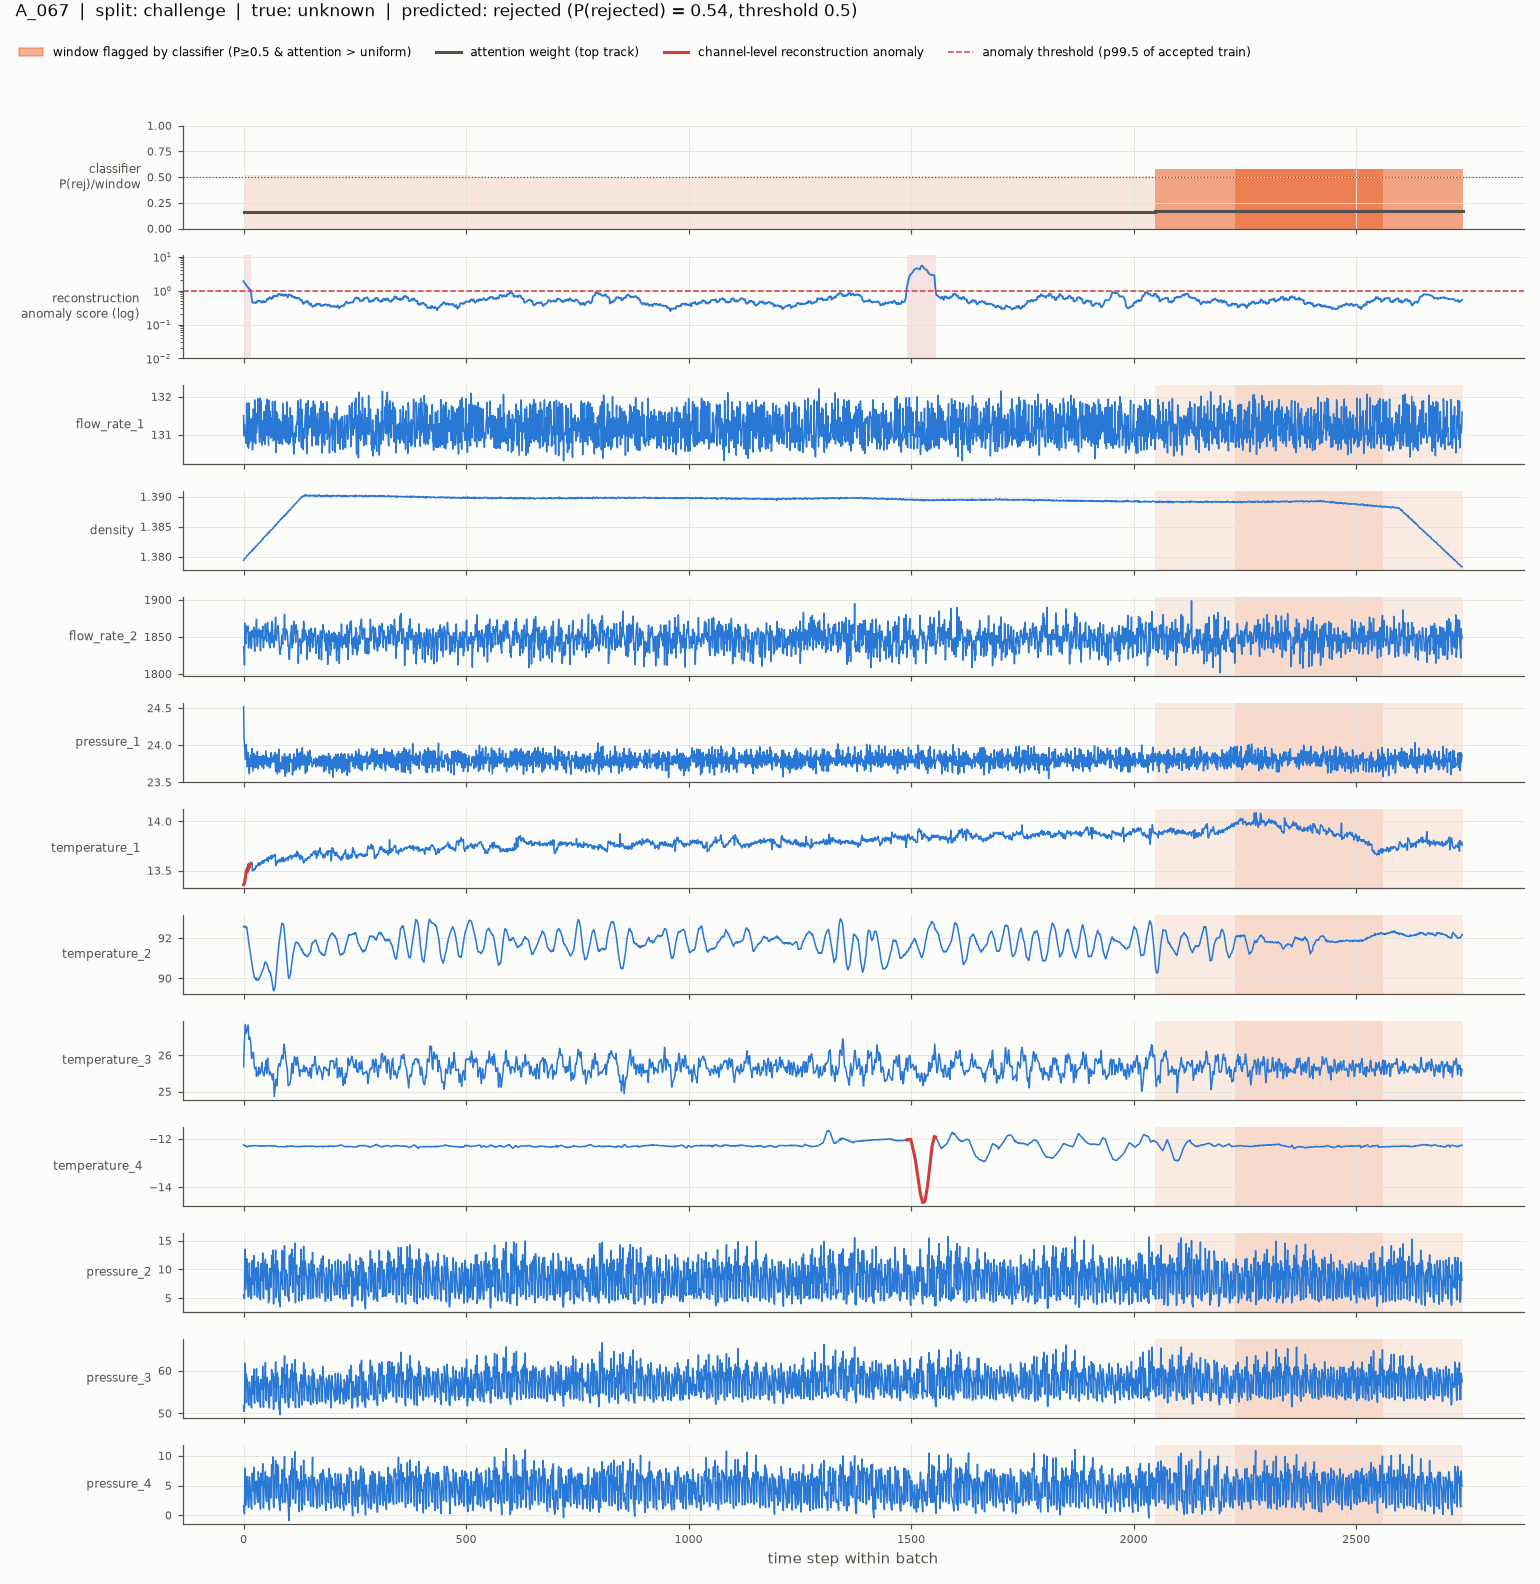 A_067 | split: challenge | true: unknown | predicted: rejected (P(rejected) = 0.54, threshold 0.5)
window flagged by classifier (P≥0.5 & attention > uniform)
attention weight (top track)
channel-level reconstruction anomaly
anomaly threshold (p99.5 of accepted train)
classifier
P(rej)/window
1.00
0.75
0.50
0.25
0.00
reconstruction
anomaly score (log)
10¹
10⁰
10⁻¹
10⁻²
flow_rate_1
132
131
density
1.390
1.385
1.380
flow_rate_2
1900
1850
1800
pressure_1
24.5
24.0
23.5
temperature_1
14.0
13.5
temperature_2
92
90
temperature_3
26
25
temperature_4
−12
−14
pressure_2
15
10
5
pressure_3
60
50
pressure_4
10
5
0
0
500
1000
1500
2000
2500
time step within batch